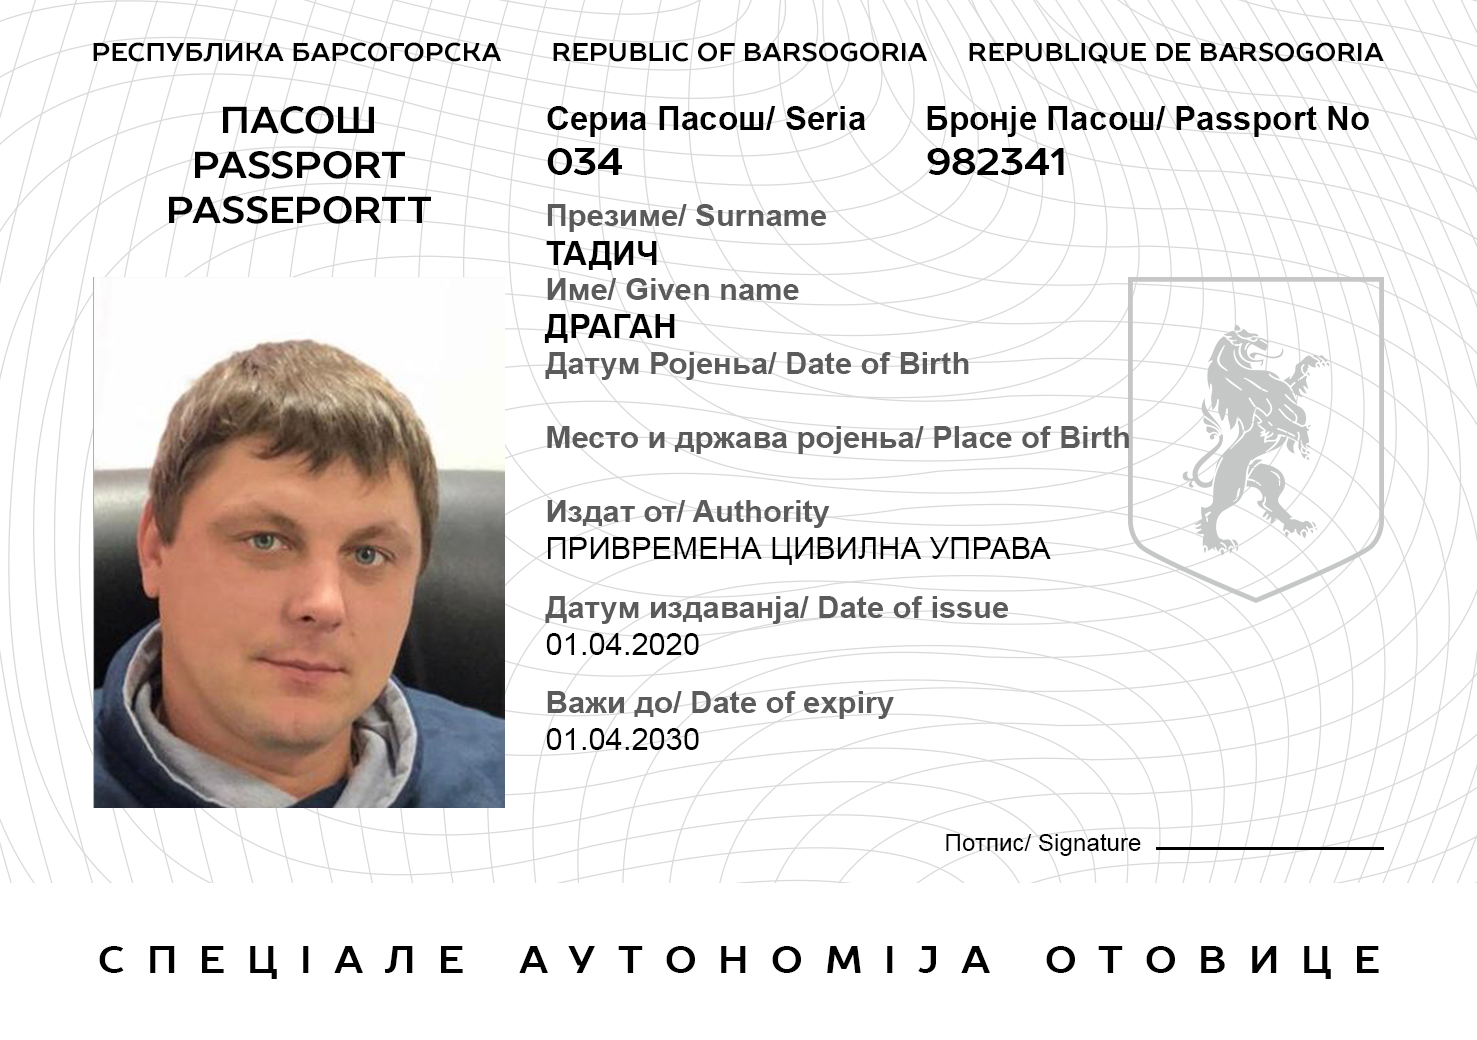 РЕСПУБЛИКА БАРСОГОРСКА REPUBLIC OF BARSOGORIA REPUBLIQUE DE BARSOGORIA
ПАСОШ
PASSPORT
PASSEPORTT
Сериа Пасош/ Seria Бронје Пасош/ Passport No
034 982341
Презиме/ Surname
ТАДИЧ
Име/ Given name
ДРАГАН
Датум Ројења/ Date of Birth
Место и држава ројења/ Place of Birth
Издат от/ Authority
ПРИВРЕМЕНА ЦИВИЛНА УПРАВА
Датум издаванја/ Date of issue
01.04.2020
Важи до/ Date of expiry
01.04.2030
Потпис/ Signature
СПЕЦІАЛЕ АУТОНОМІЈА ОТОВИЦЕ